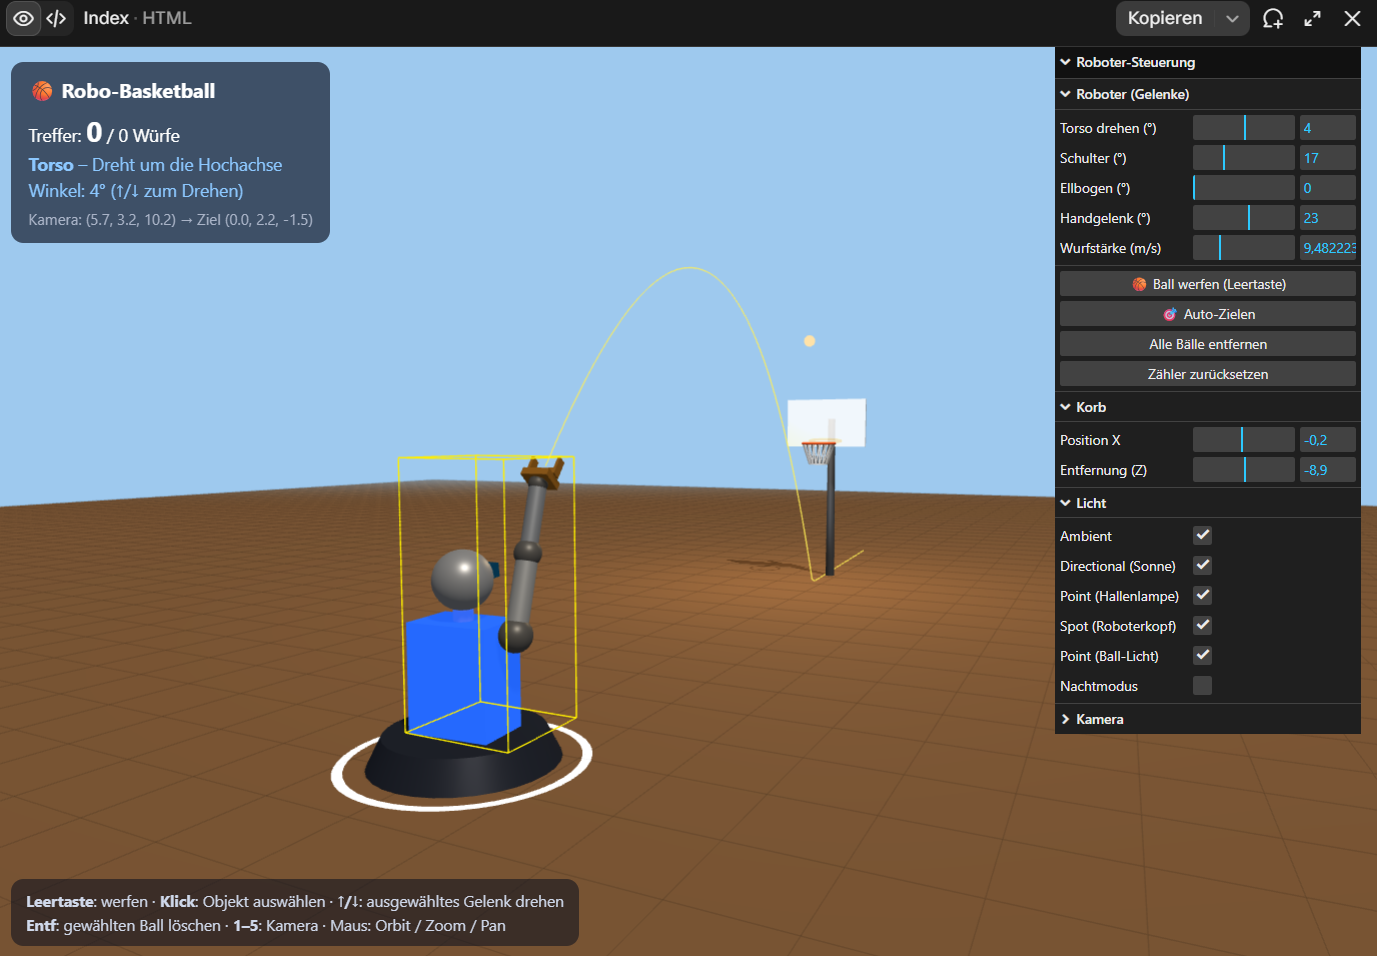 Index · HTML
Kopieren
🏀 Robo-Basketball
Treffer: 0 / 0 Würfe
Torso – Dreht um die Hochachse
Winkel: 4° (↑/↓ zum Drehen)
Kamera: (5.7, 3.2, 10.2) → Ziel (0.0, 2.2, -1.5)
Roboter-Steuerung
Roboter (Gelenke)
Torso drehen (°) 4
Schulter (°) 17
Ellbogen (°) 0
Handgelenk (°) 23
Wurfstärke (m/s) 9,482223
🏀 Ball werfen (Leertaste)
🎯 Auto-Zielen
Alle Bälle entfernen
Zähler zurücksetzen
Korb
Position X -0,2
Entfernung (Z) -8,9
Licht
Ambient
Directional (Sonne)
Point (Hallenlampe)
Spot (Roboterkopf)
Point (Ball-Licht)
Nachtmodus
Kamera
Leertaste: werfen · Klick: Objekt auswählen · ↑/↓: ausgewähltes Gelenk drehen
Entf: gewählten Ball löschen · 1–5: Kamera · Maus: Orbit / Zoom / Pan